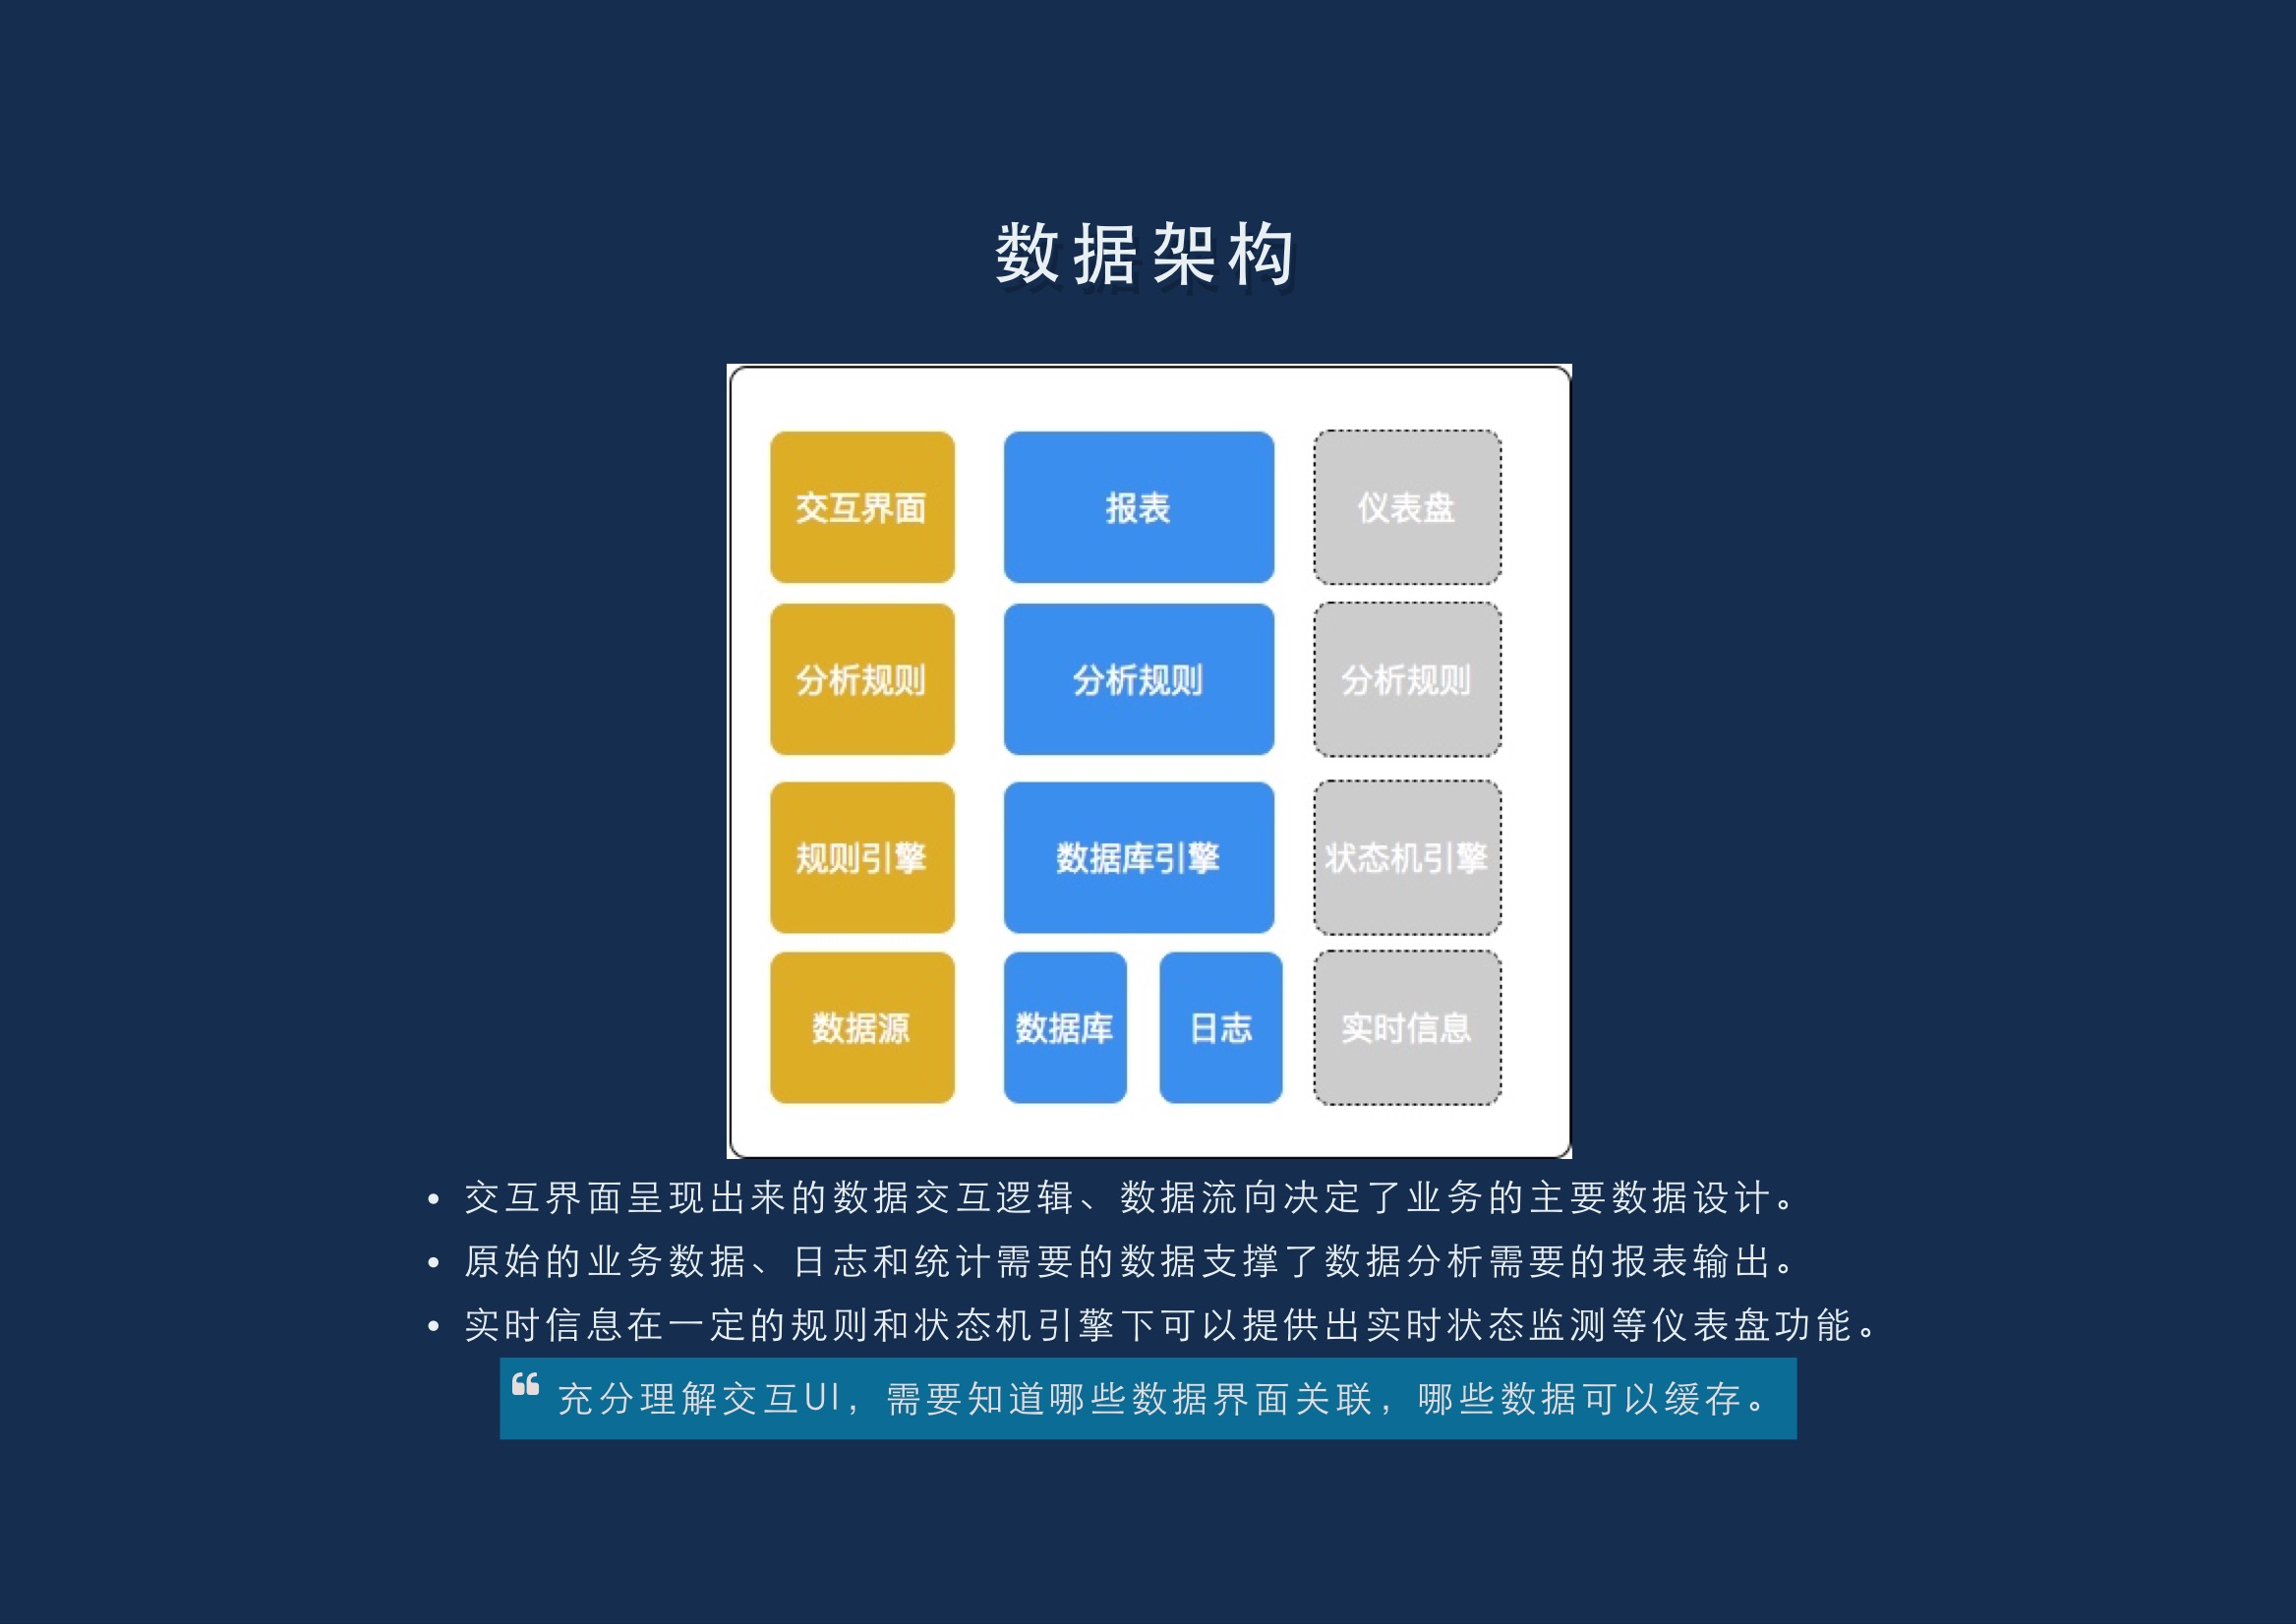 数据架构
交互界面 报表 仪表盘
分析规则 分析规则 分析规则
规则引擎 数据库引擎 状态机引擎
数据源 数据库 日志 实时信息
• 交互界面呈现出来的数据交互逻辑、数据流向决定了业务的主要数据设计。
• 原始的业务数据、日志和统计需要的数据支撑了数据分析需要的报表输出。
• 实时信息在一定的规则和状态机引擎下可以提供出实时状态监测等仪表盘功能。
“ 充分理解交互UI，需要知道哪些数据界面关联，哪些数据可以缓存。